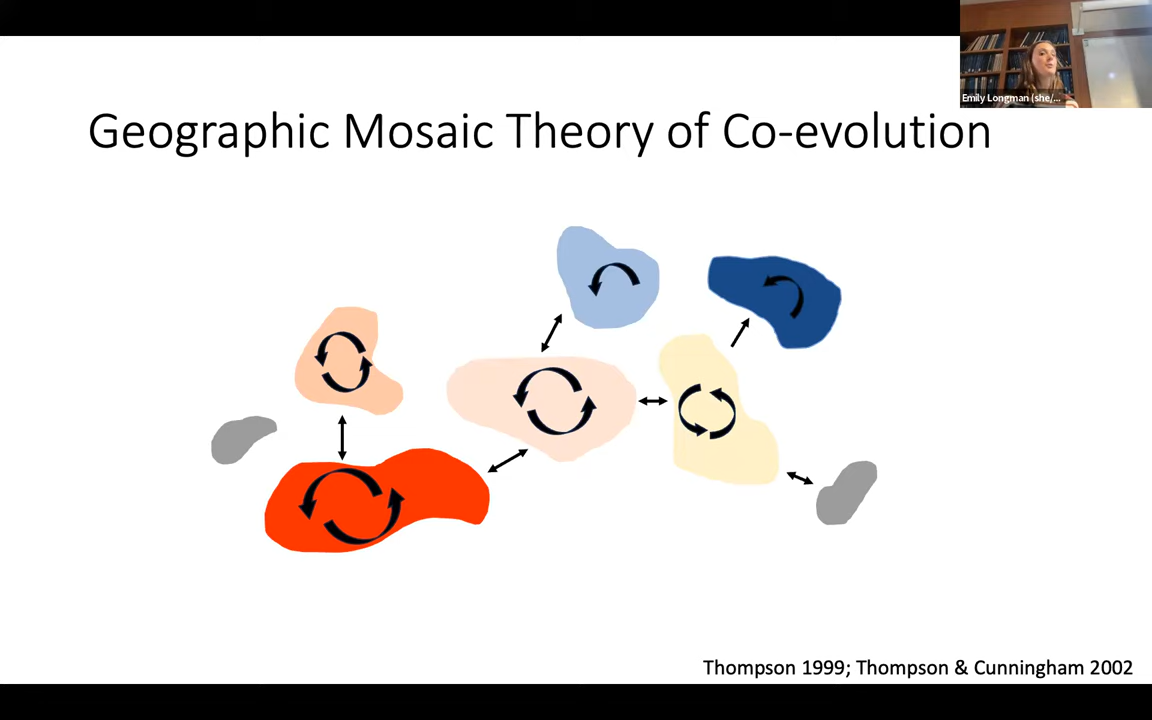 Emily Longman (she/...
Geographic Mosaic Theory of Co-evolution
Thompson 1999; Thompson & Cunningham 2002